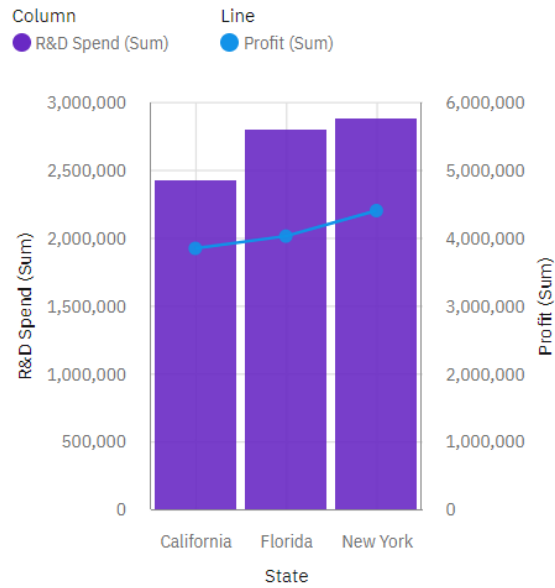 Column Line
R&D Spend (Sum) Profit (Sum)
3,000,000 6,000,000
2,500,000 5,000,000
2,000,000 4,000,000
1,500,000 3,000,000
1,000,000 2,000,000
500,000 1,000,000
0 0
R&D Spend (Sum)
Profit (Sum)
California Florida New York
State